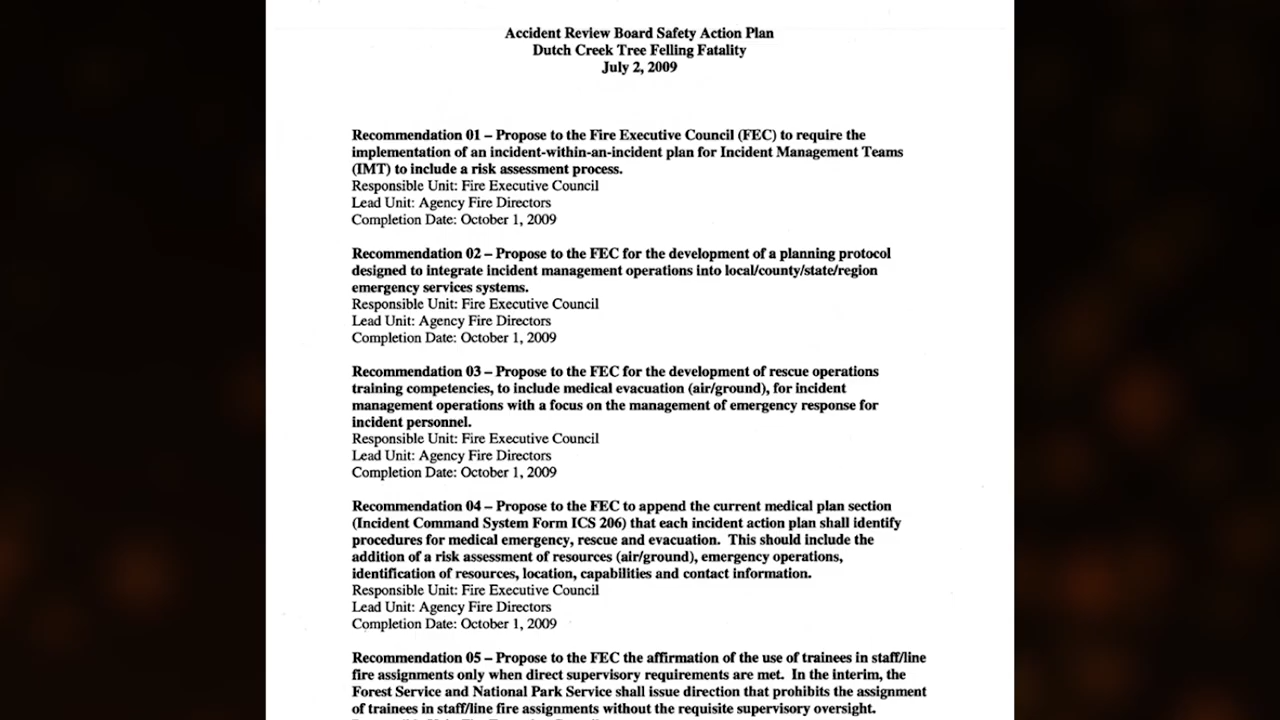 Accident Review Board Safety Action Plan
Dutch Creek Tree Felling Fatality
July 2, 2009
Recommendation 01 – Propose to the Fire Executive Council (FEC) to require the
implementation of an incident-within-an-incident plan for Incident Management Teams
(IMT) to include a risk assessment process.
Responsible Unit: Fire Executive Council
Lead Unit: Agency Fire Directors
Completion Date: October 1, 2009
Recommendation 02 – Propose to the FEC for the development of a planning protocol
designed to integrate incident management operations into local/county/state/region
emergency services systems.
Responsible Unit: Fire Executive Council
Lead Unit: Agency Fire Directors
Completion Date: October 1, 2009
Recommendation 03 – Propose to the FEC for the development of rescue operations
training competencies, to include medical evacuation (air/ground), for incident
management operations with a focus on the management of emergency response for
incident personnel.
Responsible Unit: Fire Executive Council
Lead Unit: Agency Fire Directors
Completion Date: October 1, 2009
Recommendation 04 – Propose to the FEC to append the current medical plan section
(Incident Command System Form ICS 206) that each incident action plan shall identify
procedures for medical emergency, rescue and evacuation. This should include the
addition of a risk assessment of resources (air/ground), emergency operations,
identification of resources, location, capabilities and contact information.
Responsible Unit: Fire Executive Council
Lead Unit: Agency Fire Directors
Completion Date: October 1, 2009
Recommendation 05 – Propose to the FEC the affirmation of the use of trainees in staff/line
fire assignments only when direct supervisory requirements are met. In the interim, the
Forest Service and National Park Service shall issue direction that prohibits the assignment
of trainees in staff/line fire assignments without the requisite supervisory oversight.